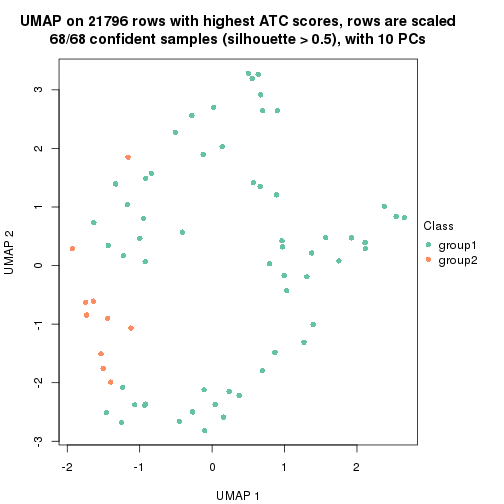 UMAP on 21796 rows with highest ATC scores, rows are scaled
68/68 confident samples (silhouette > 0.5), with 10 PCs
3
2
1
0
-1
-2
-3
UMAP 2
-2
-1
0
1
2
UMAP 1
Class
group1
group2